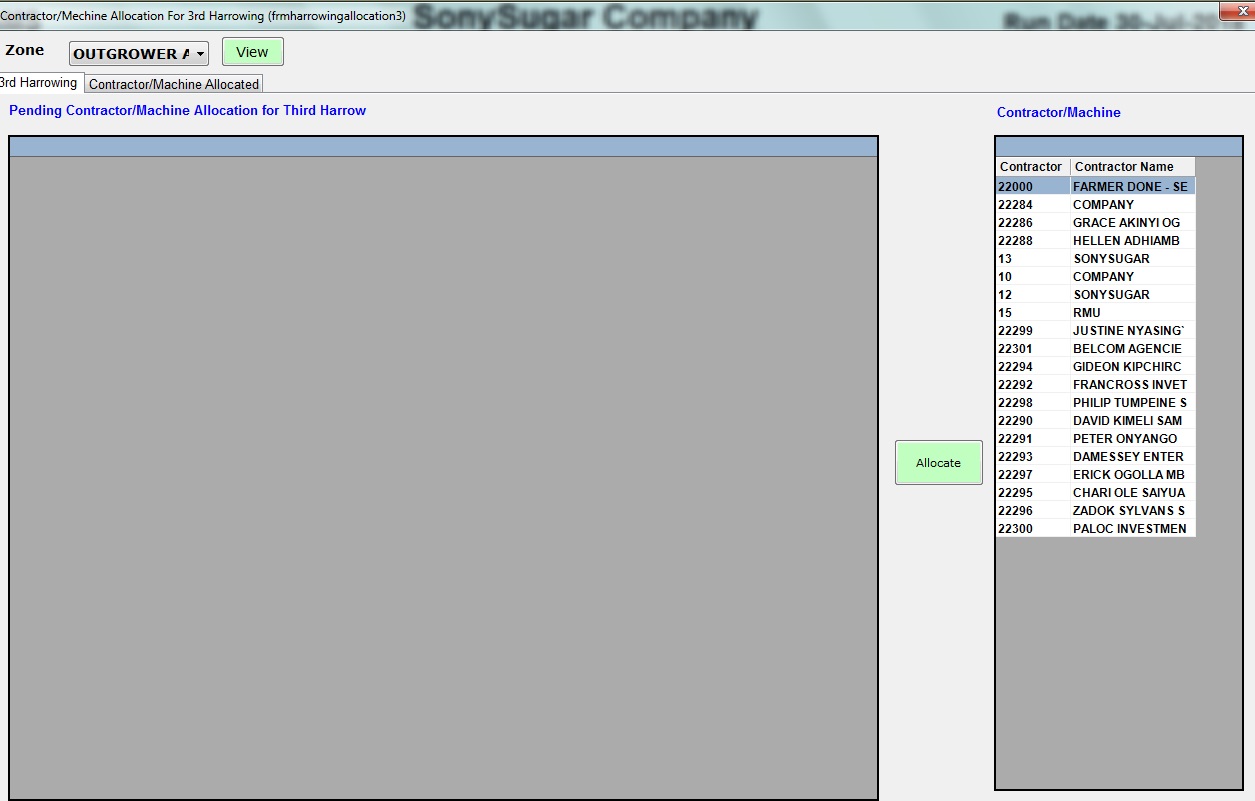 Contractor/Mechine Allocation For 3rd Harrowing (frmharrowingallocation3)
SonySugar Company
Run Date 30-Jul-201
Zone
OUTGROWER A
View
3rd Harrowing
Contractor/Machine Allocated
Pending Contractor/Machine Allocation for Third Harrow
Contractor/Machine
Contractor Contractor Name
22000 FARMER DONE - SE
22284 COMPANY
22286 GRACE AKINYI OG
22288 HELLEN ADHIAMB
13 SONYSUGAR
10 COMPANY
12 SONYSUGAR
15 RMU
22299 JUSTINE NYASING`
22301 BELCOM AGENCIE
22294 GIDEON KIPCHIRC
22292 FRANCROSS INVET
22298 PHILIP TUMPEINE S
22290 DAVID KIMELI SAM
22291 PETER ONYANGO
22293 DAMESSEY ENTER
22297 ERICK OGOLLA MB
22295 CHARI OLE SAIYUA
22296 ZADOK SYLVANS S
22300 PALOC INVESTMEN
Allocate